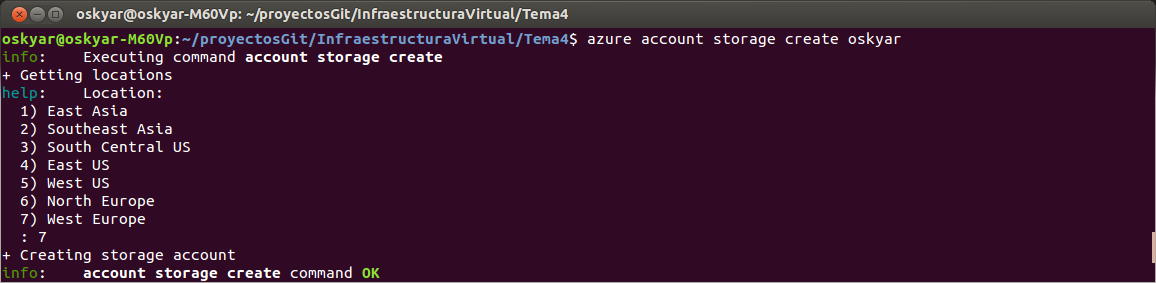 oskyar@oskyar-M60Vp: ~/proyectosGit/InfraestructuraVirtual/Tema4
oskyar@oskyar-M60Vp:~/proyectosGit/InfraestructuraVirtual/Tema4$ azure account storage create oskyar
info:    Executing command account storage create
+ Getting locations
help:    Location:
  1) East Asia
  2) Southeast Asia
  3) South Central US
  4) East US
  5) West US
  6) North Europe
  7) West Europe
  : 7
+ Creating storage account
info:    account storage create command OK